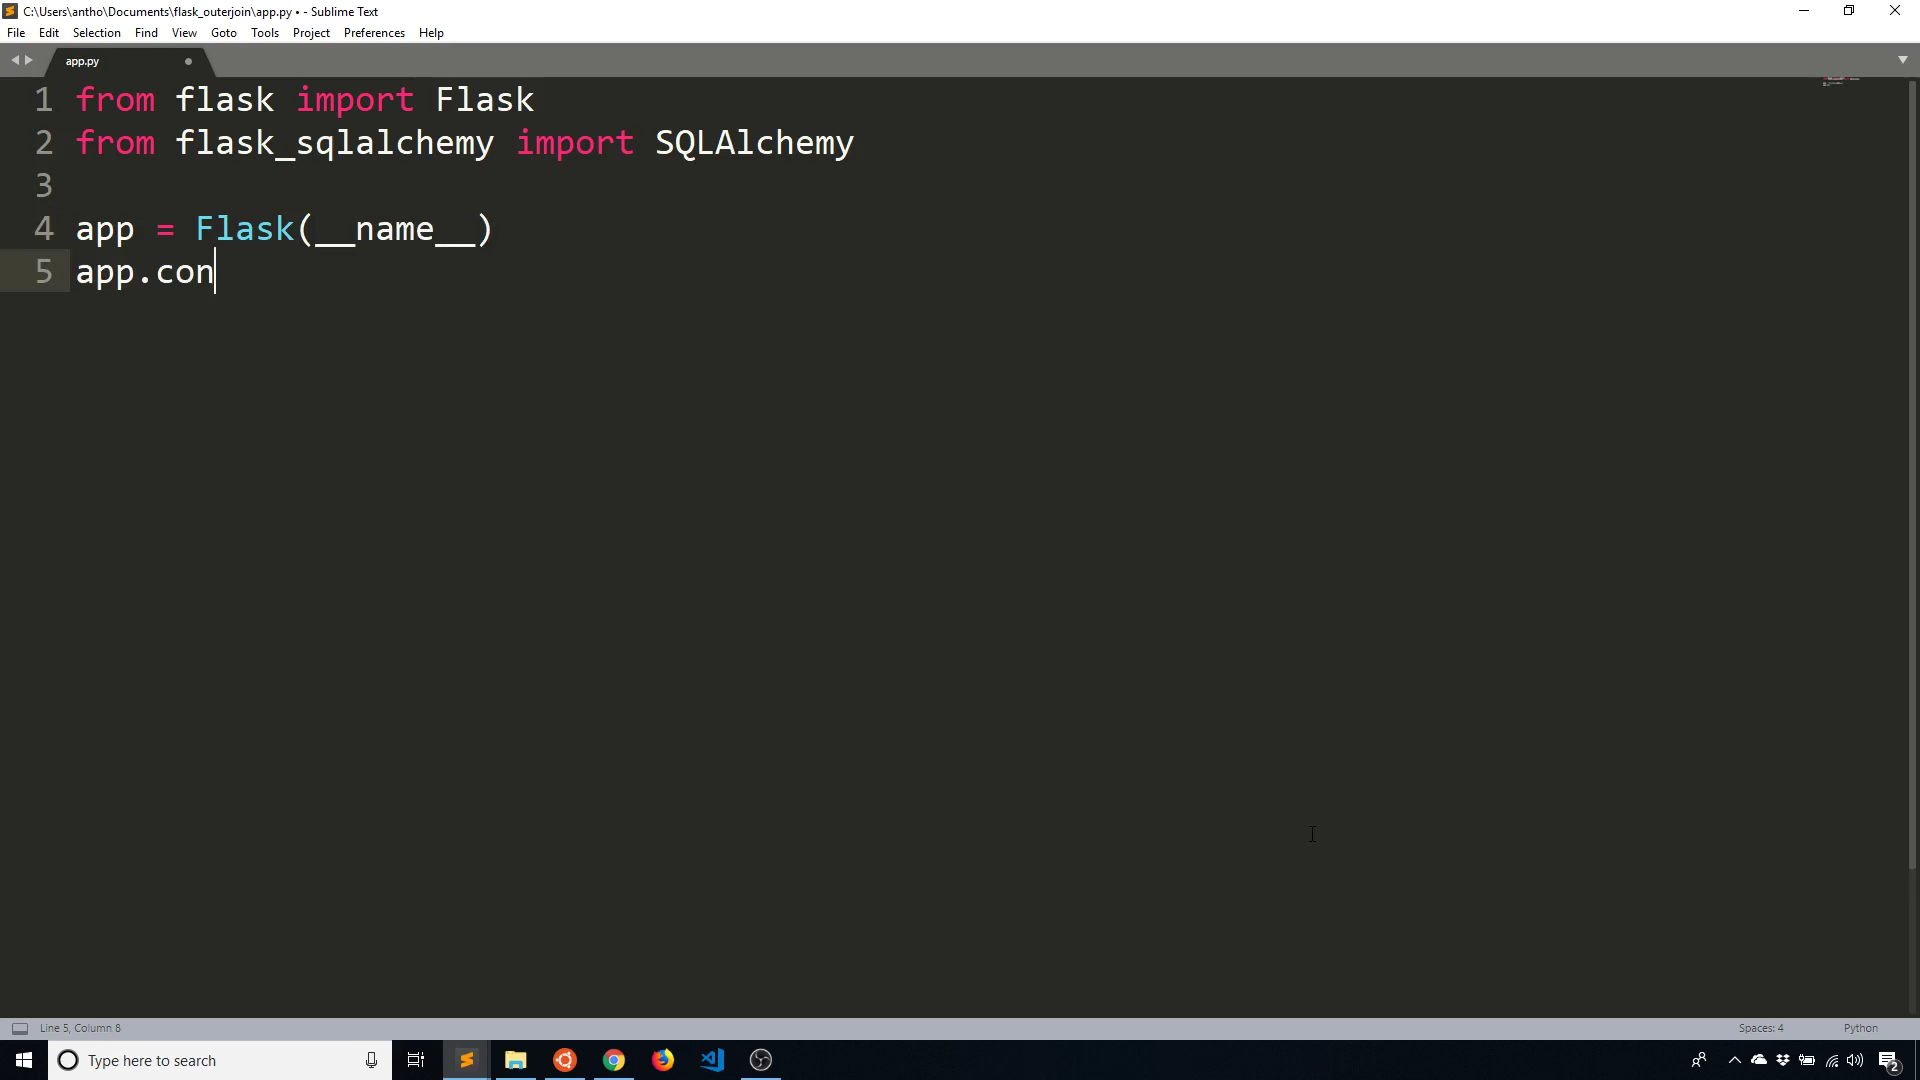 C:\Users\antho\Documents\flask_outerjoin\app.py • - Sublime Text
File Edit Selection Find View Goto Tools Project Preferences Help
app.py
1 from flask import Flask
2 from flask_sqlalchemy import SQLAlchemy
3
4 app = Flask(__name__)
5 app.con
Line 5, Column 8
Spaces: 4
Python
Type here to search
2